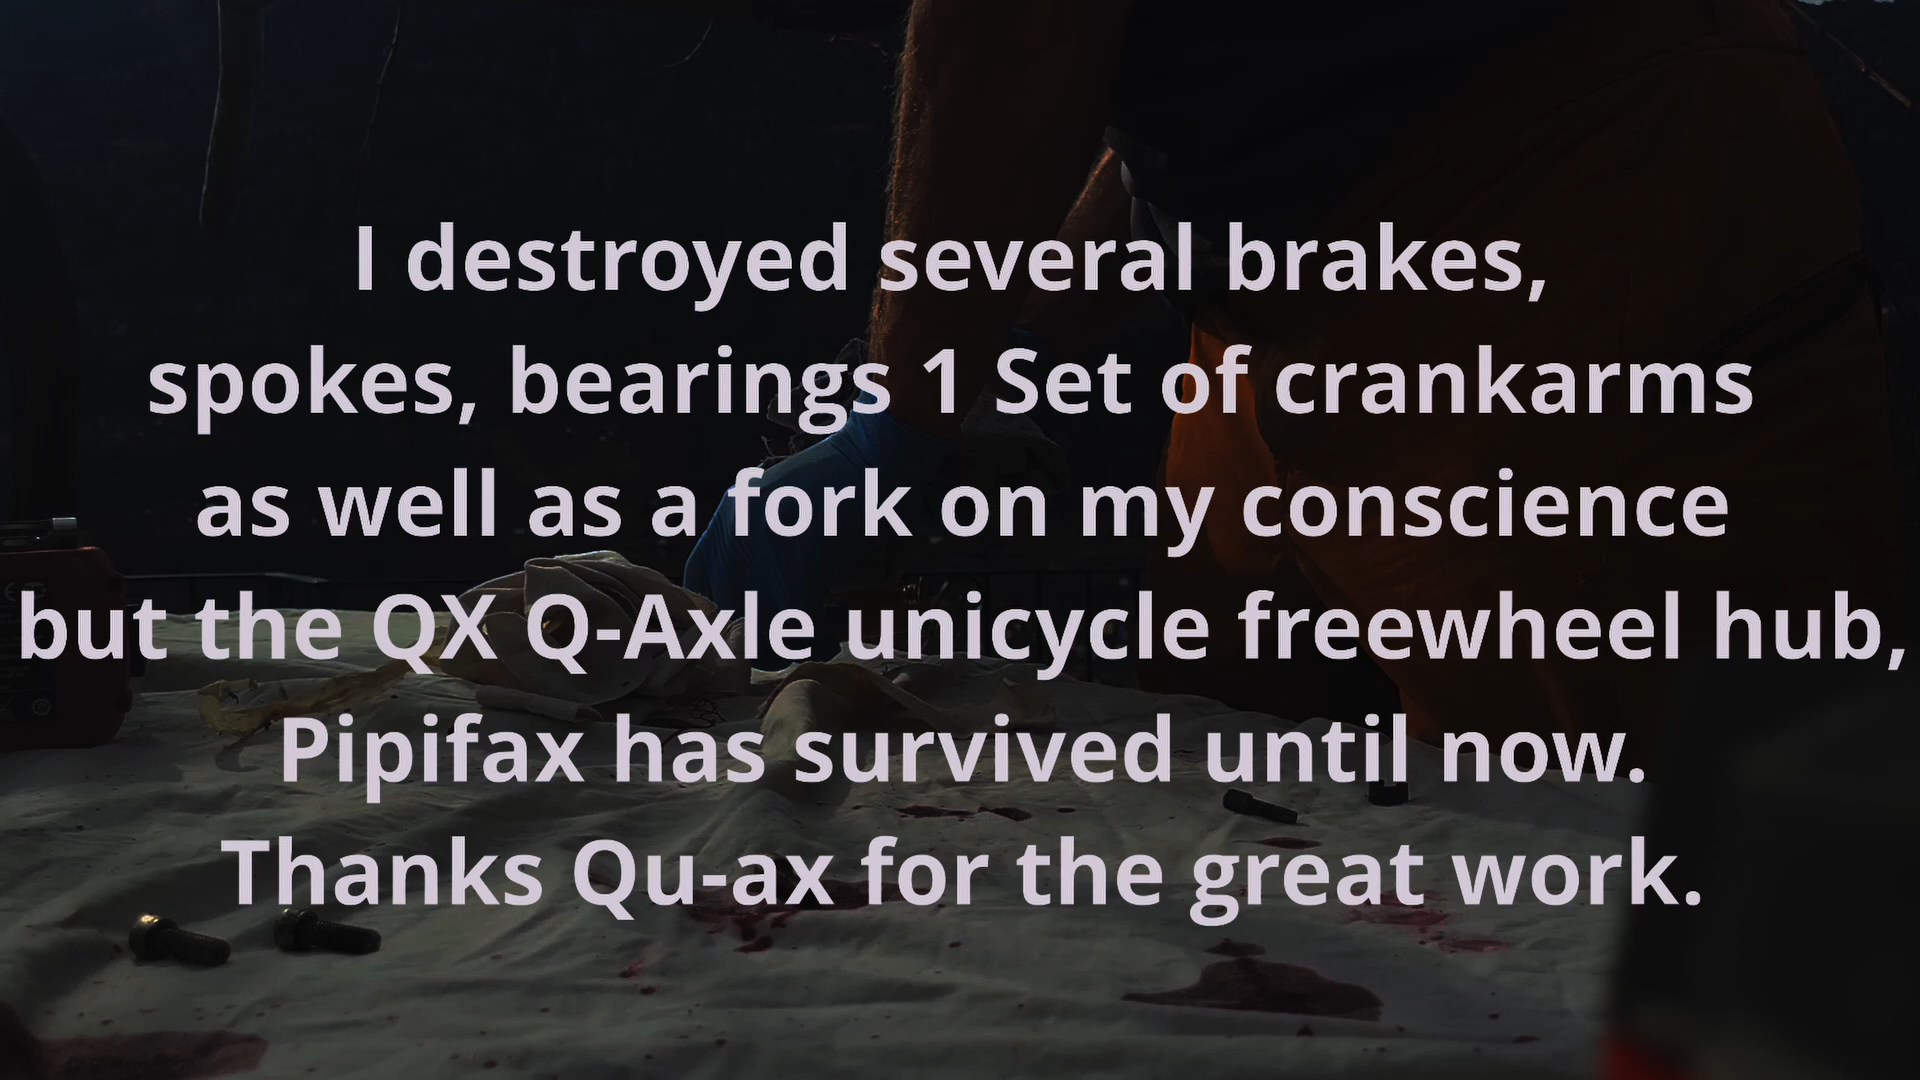 I destroyed several brakes,
spokes, bearings 1 Set of crankarms
as well as a fork on my conscience
but the QX Q-Axle unicycle freewheel hub,
Pipifax has survived until now.
Thanks Qu-ax for the great work.